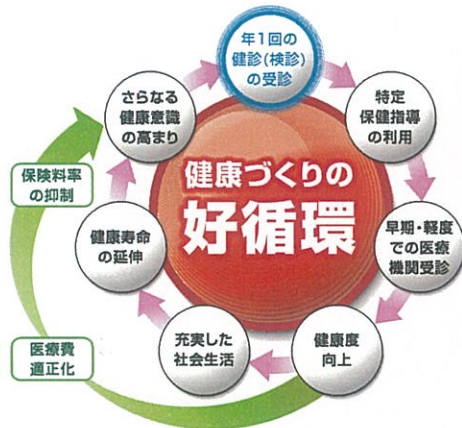 年1回の
健診(検診)
の受診
特定
保健指導
の利用
早期・軽度
での医療
機関受診
健康度
向上
充実した
社会生活
健康寿命
の延伸
さらなる
健康意識
の高まり
保険料率
の抑制
医療費
適正化
健康づくりの
好循環